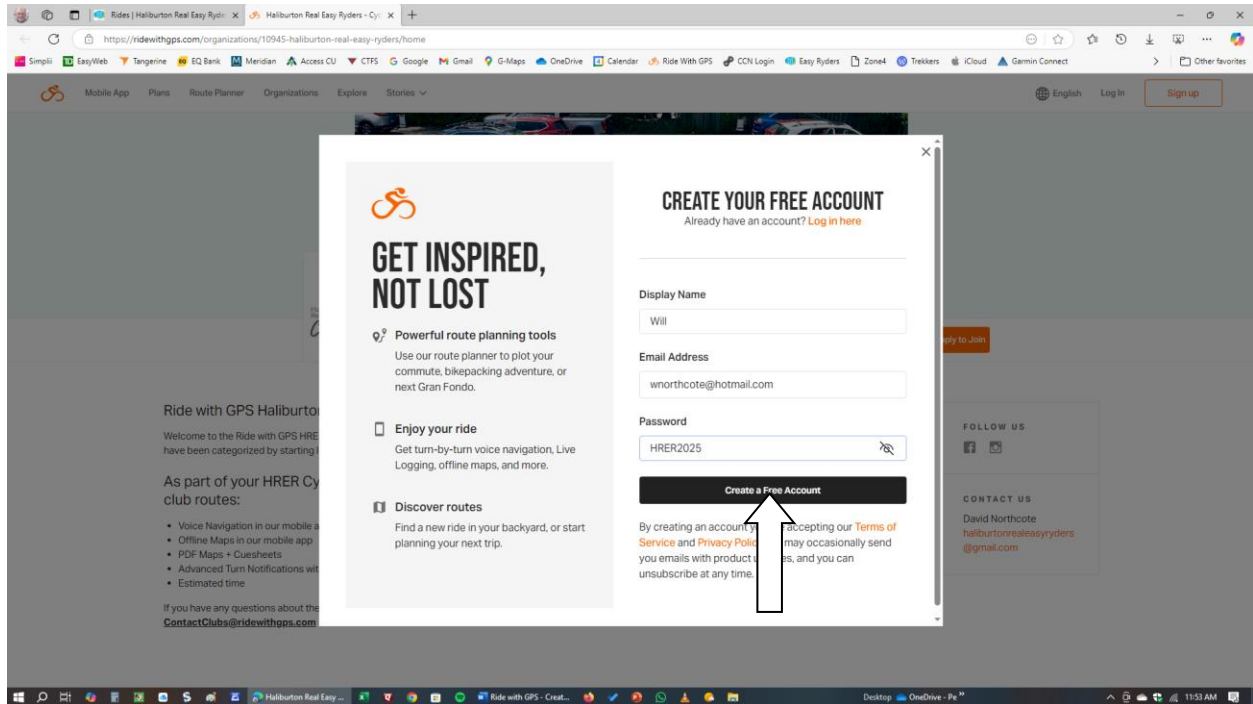 Rides | Haliburton Real Easy Ryde
Haliburton Real Easy Ryders - Cyc
https://ridewithgps.com/organizations/10945-haliburton-real-easy-ryders/home
Simplii EasyWeb Tangerine EQ Bank Meridian Access CU CTFS Google Gmail G-Maps OneDrive Calendar Ride With GPS CCN Login Easy Ryders Zone4 Trekkers iCloud Garmin Connect Other favorites
Mobile App Plans Route Planner Organizations Explore Stories English Log In Sign up
GET INSPIRED,
NOT LOST
Powerful route planning tools
Use our route planner to plot your
commute, bikepacking adventure, or
next Gran Fondo.
Enjoy your ride
Get turn-by-turn voice navigation, Live
Logging, offline maps, and more.
Discover routes
Find a new ride in your backyard, or start
planning your next trip.
CREATE YOUR FREE ACCOUNT
Already have an account? Log in here
Display Name
Will
Email Address
wnorthcote@hotmail.com
Password
HRER2025
Create a Free Account
By creating an account accepting our Terms of
Service and Privacy may occasionally send
you emails with product and you can
unsubscribe at any time.
to Join
Ride with GPS Haliburto
Welcome to the Ride with GPS HRE
have been categorized by starting
As part of your HRER Cy
club routes:
• Voice Navigation in our mobile a
• Offline Maps in our mobile app
• PDF Maps + Cuesheets
• Advanced Turn Notifications wit
• Estimated time
If you have any questions about the
ContactClubs@ridewithgps.com
FOLLOW US
CONTACT US
David Northcote
haliburtonrealeasyryders
@gmail.com
Haliburton Real Easy ... Ride with GPS - Creat... Desktop OneDrive - Pe 11:53 AM